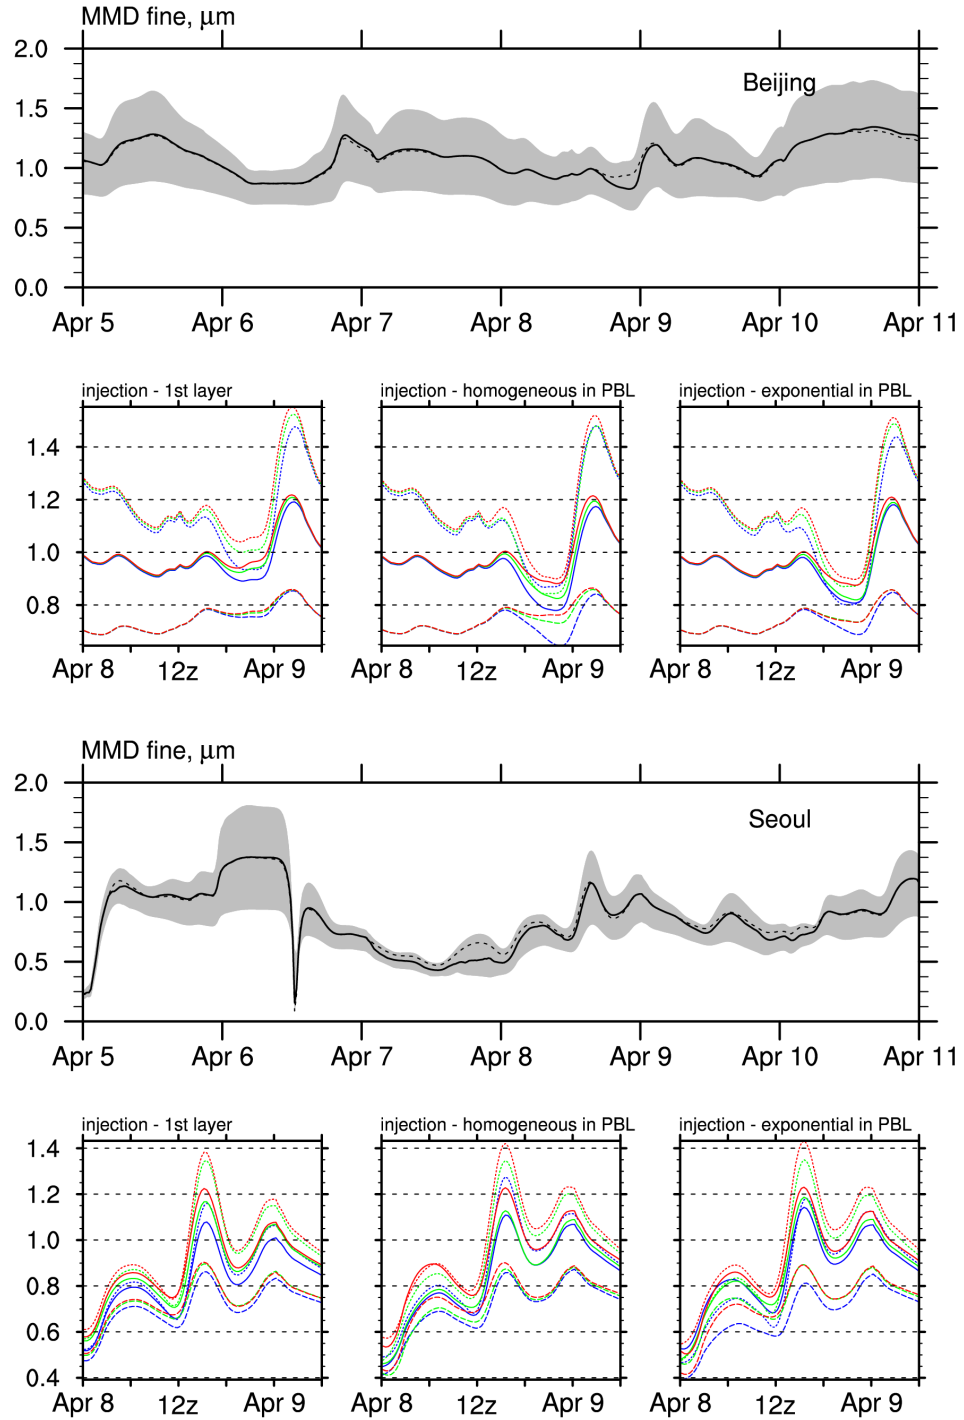 MMD fine, μm
2.0
Beijing
1.5
1.0
0.5
0.0
Apr 5 Apr 6 Apr 7 Apr 8 Apr 9 Apr 10 Apr 11
injection - 1st layer injection - homogeneous in PBL injection - exponential in PBL
1.4
1.2
1.0
0.8
Apr 8 12z Apr 9 Apr 8 12z Apr 9 Apr 8 12z Apr 9
MMD fine, μm
2.0
Seoul
1.5
1.0
0.5
0.0
Apr 5 Apr 6 Apr 7 Apr 8 Apr 9 Apr 10 Apr 11
injection - 1st layer injection - homogeneous in PBL injection - exponential in PBL
1.4
1.2
1.0
0.8
0.6
0.4
Apr 8 12z Apr 9 Apr 8 12z Apr 9 Apr 8 12z Apr 9